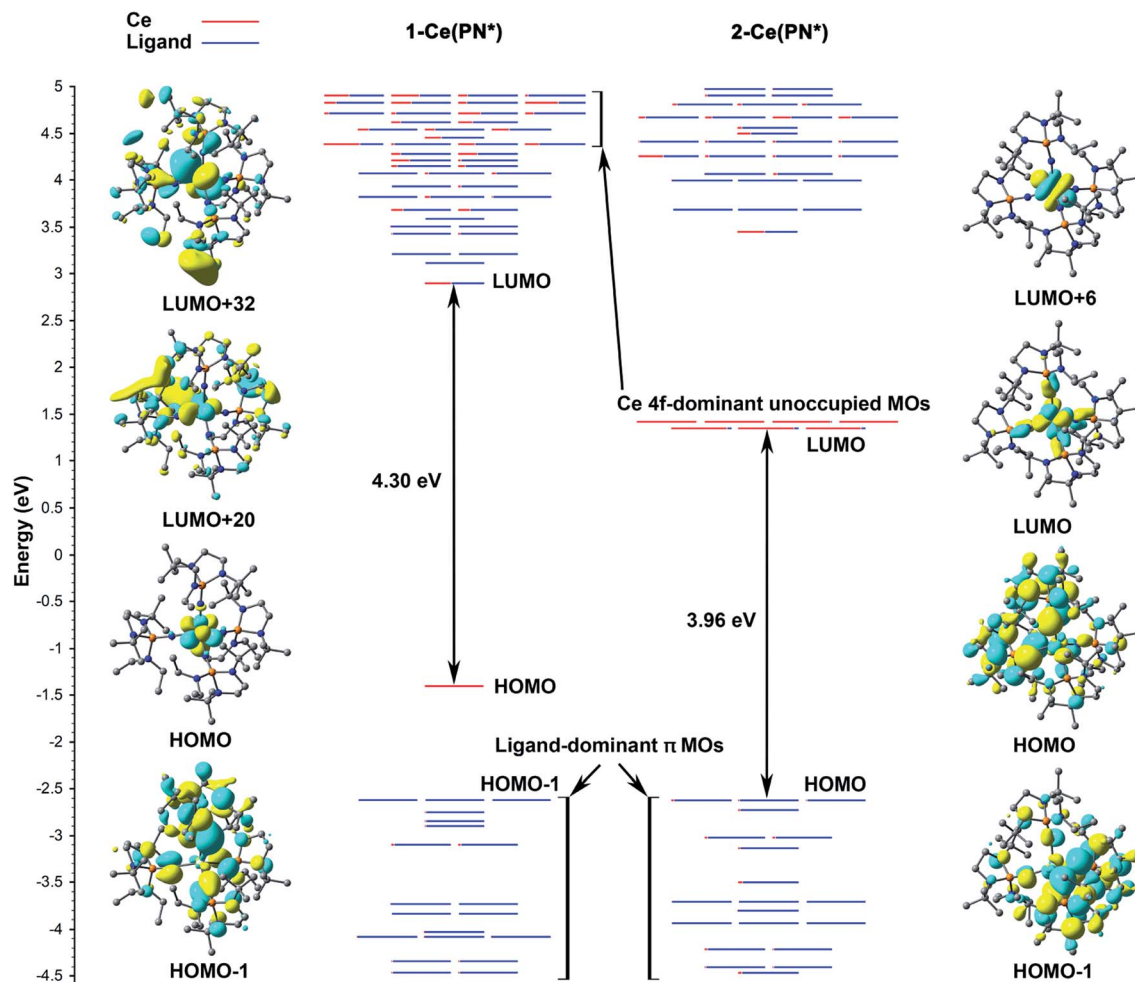 Ce
Ligand
1-Ce(PN*)
2-Ce(PN*)
Energy (eV)
5
4.5
4
3.5
3
2.5
2
1.5
1
0.5
0
-0.5
-1
-1.5
-2
-2.5
-3
-3.5
-4
-4.5
LUMO+32
LUMO+20
HOMO
HOMO-1
LUMO
4.30 eV
HOMO
HOMO-1
Ce 4f-dominant unoccupied MOs
LUMO
3.96 eV
Ligand-dominant π MOs
HOMO
LUMO+6
LUMO
HOMO
HOMO-1